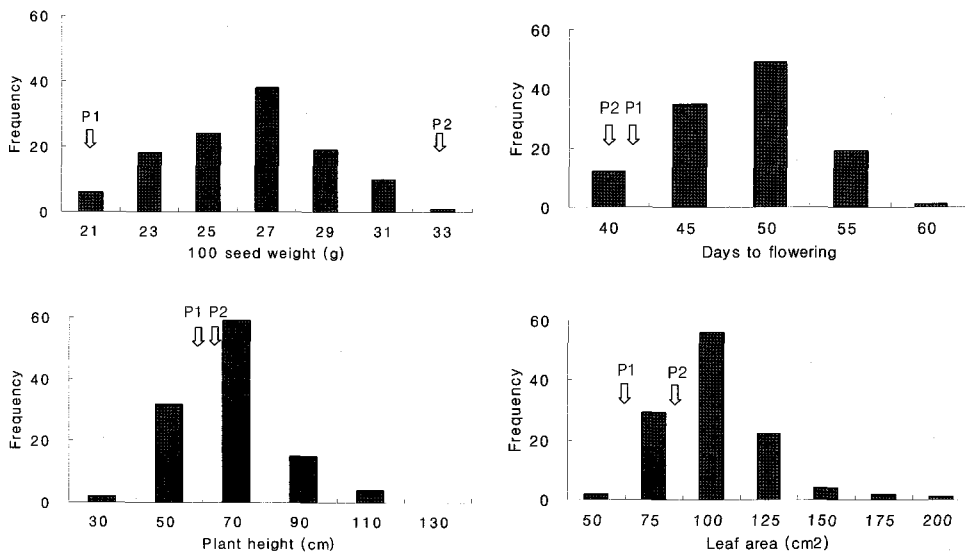 60
40
20
0
Frequency
P1
P2
21 23 25 27 29 31 33
100 seed weight (g)
60
40
20
0
Frequuncy
P2 P1
40 45 50 55 60
Days to flowering
60
40
20
0
Frequency
P1 P2
30 50 70 90 110 130
Plant height (cm)
60
40
20
0
Frequency
P1
P2
50 75 100 125 150 175 200
Leaf area (cm2)